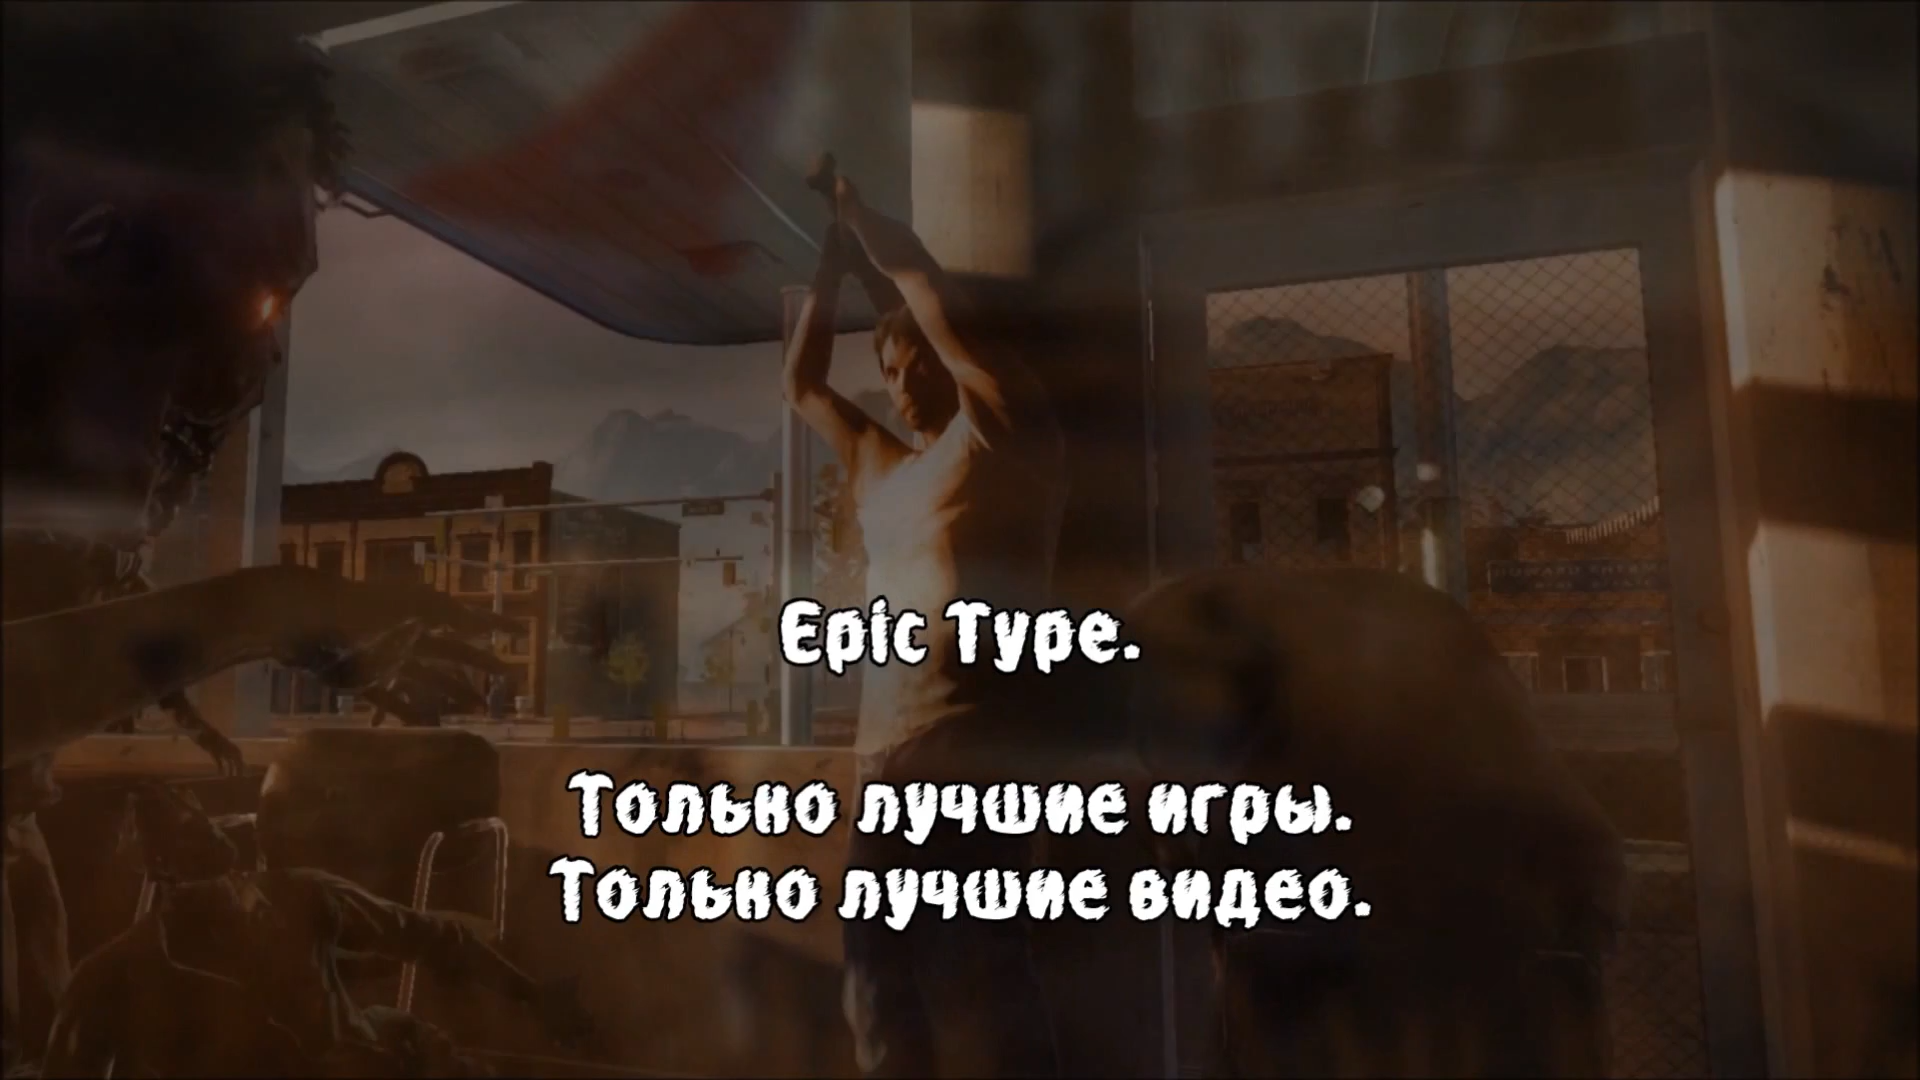 Epic Type.
Только лучшие игры.
Только лучшие видео.